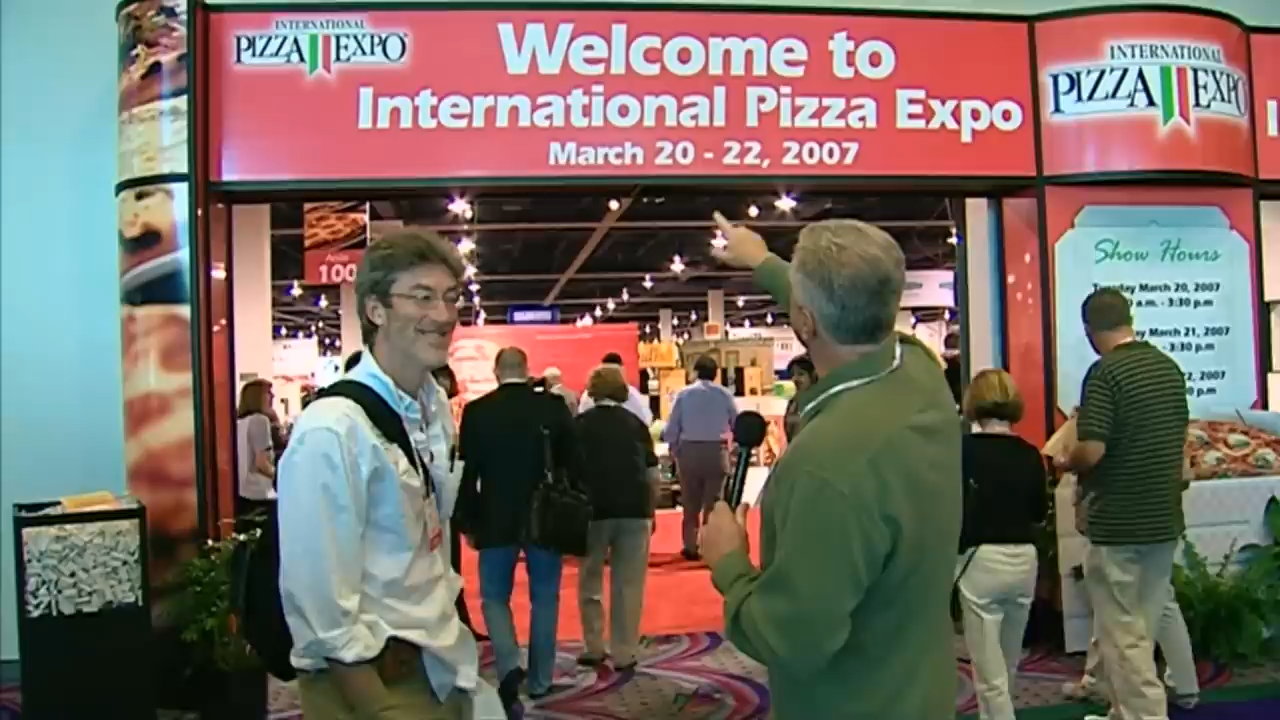 INTERNATIONAL
PIZZA EXPO
Welcome to
International Pizza Expo
March 20 - 22, 2007
INTERNATIONAL
PIZZA EXPO
Show Hours
Tuesday March 20, 2007
a.m. - 3:30 p.m
March 21, 2007
- 3:30 p.m
2007
p.m
100